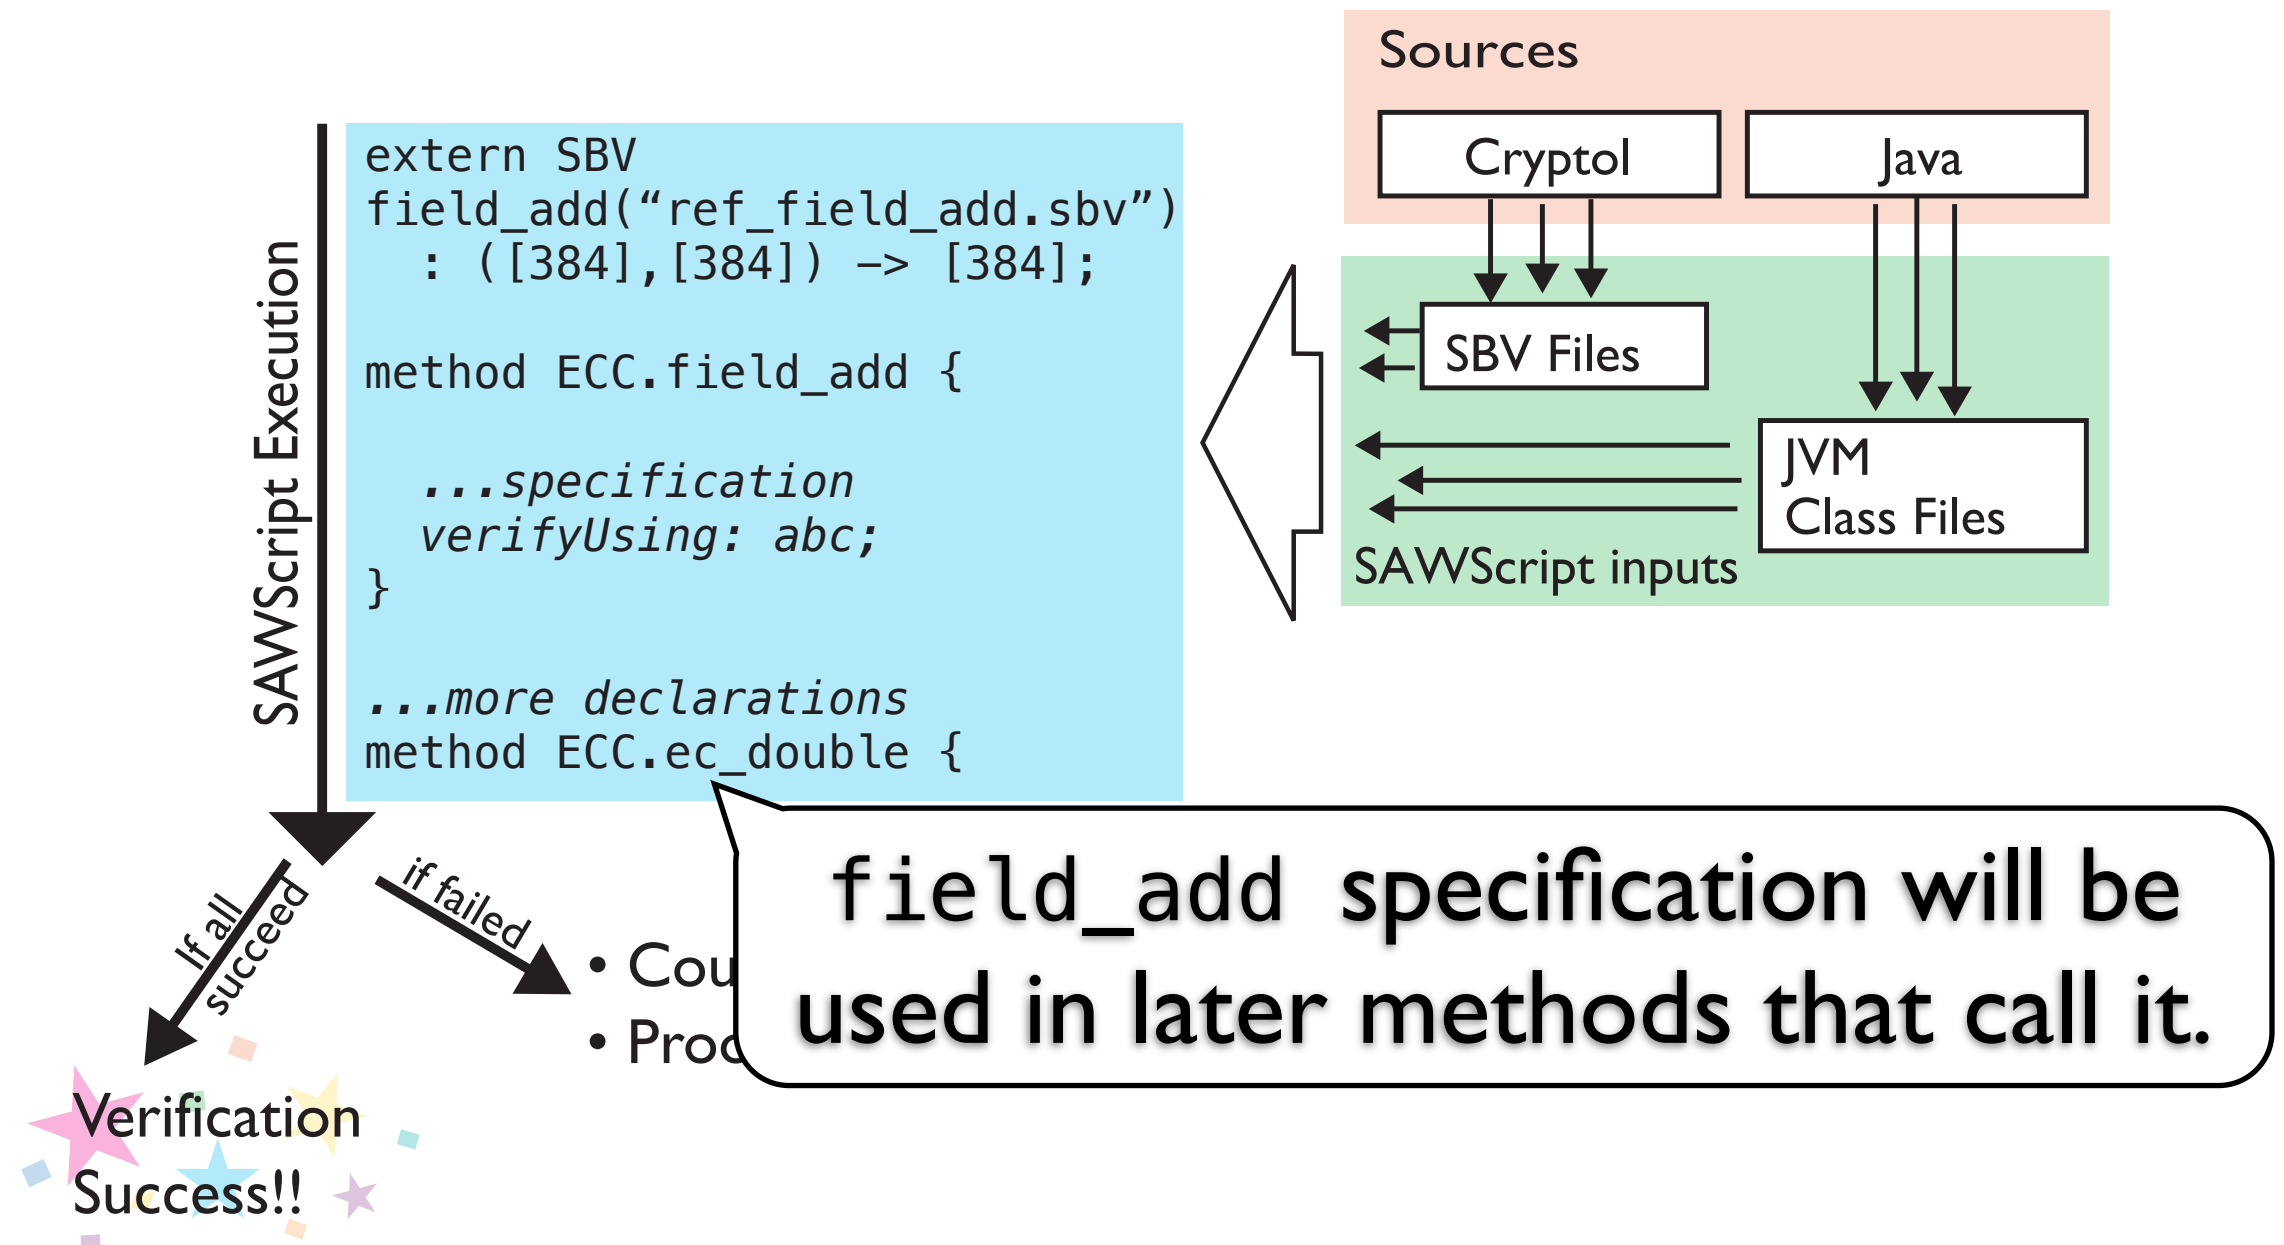 Sources
Cryptol
Java
SBV Files
JVM
Class Files
SAWScript inputs
SAWScript Execution
extern SBV
field_add(“ref_field_add.sbv”)
: ([384],[384]) –> [384];
method ECC.field_add {
...specification
verifyUsing: abc;
}
...more declarations
method ECC.ec_double {
field_add specification will be
used in later methods that call it.
If all
succeed
if failed
Verification
Success!!